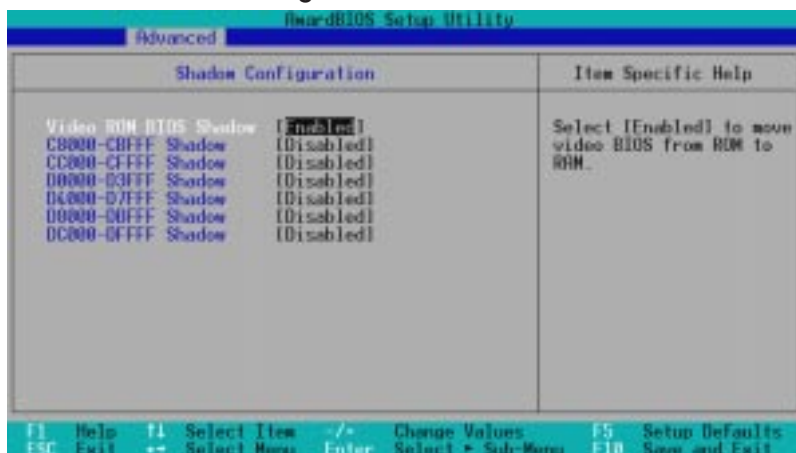 AwardBIOS Setup Utility
Advanced
Shadow Configuration
Item Specific Help
Video ROM BIOS Shadow [Enabled]
C8000-CBFFF Shadow [Disabled]
CC000-CFFFF Shadow [Disabled]
D0000-D3FFF Shadow [Disabled]
D4000-D7FFF Shadow [Disabled]
D8000-DBFFF Shadow [Disabled]
DC000-DFFFF Shadow [Disabled]
Select [Enabled] to move
video BIOS from ROM to
RAM.
F1 Help ↑↓ Select Item -/+ Change Values F5 Setup Defaults
ESC Exit ←→ Select Menu Enter Select ► Sub-Menu F10 Save and Exit